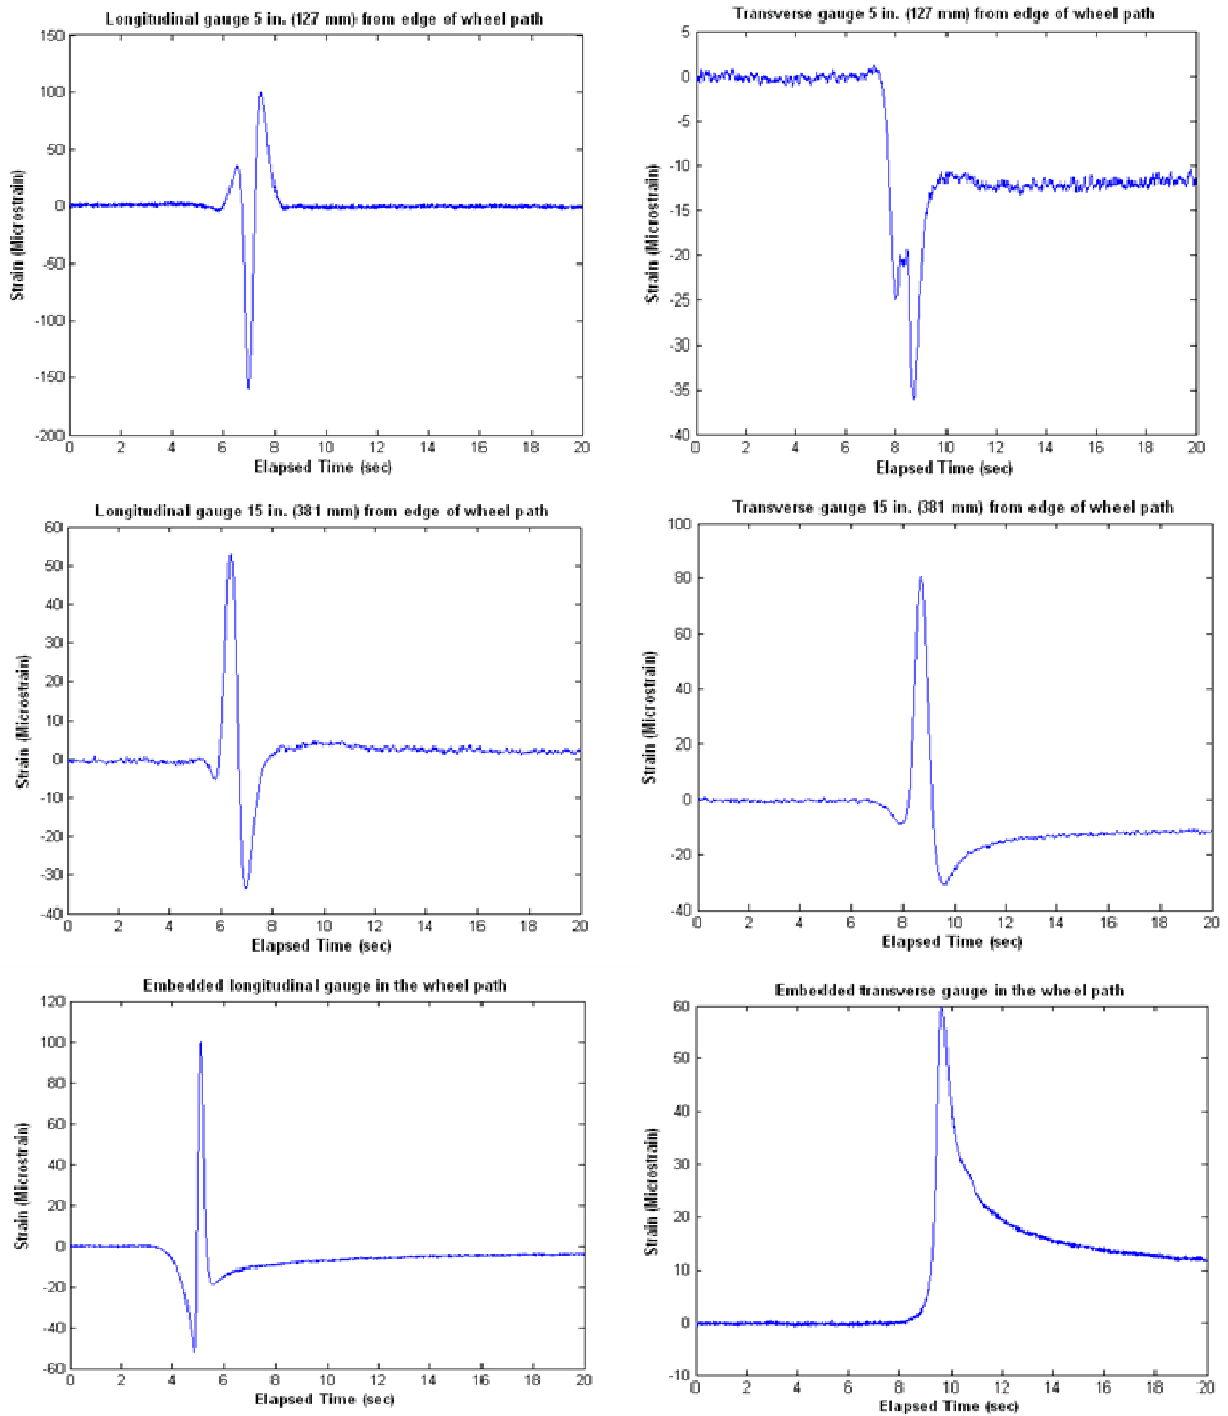 Longitudinal gauge 5 in. (127 mm) from edge of wheel path
150
100
50
0
-50
-100
-150
-200
Strain (Microstrain)
0 2 4 6 8 10 12 14 16 18 20
Elapsed Time (sec)
Transverse gauge 5 in. (127 mm) from edge of wheel path
5
0
-5
-10
-15
-20
-25
-30
-35
-40
Strain (Microstrain)
0 2 4 6 8 10 12 14 16 18 20
Elapsed Time (sec)
Longitudinal gauge 15 in. (381 mm) from edge of wheel path
60
50
40
30
20
10
0
-10
-20
-30
-40
Strain (Microstrain)
0 2 4 6 8 10 12 14 16 18 20
Elapsed Time (sec)
Transverse gauge 15 in. (381 mm) from edge of wheel path
100
80
60
40
20
0
-20
-40
Strain (Microstrain)
0 2 4 6 8 10 12 14 16 18 20
Elapsed Time (sec)
Embedded longitudinal gauge in the wheel path
120
100
80
60
40
20
0
-20
-40
-60
Strain (Microstrain)
0 2 4 6 8 10 12 14 16 18 20
Elapsed Time (sec)
Embedded transverse gauge in the wheel path
60
50
40
30
20
10
0
-10
Strain (Microstrain)
0 2 4 6 8 10 12 14 16 18 20
Elapsed Time (sec)